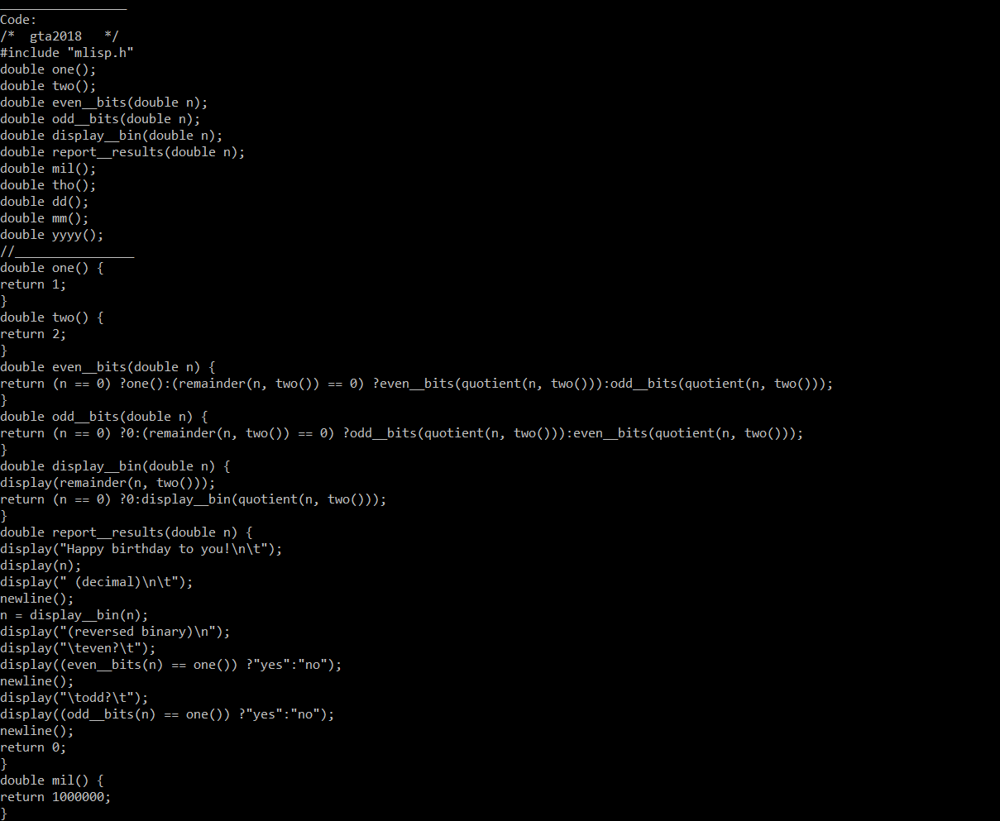 _________________
Code:
/*  gta2018   */
#include "mlisp.h"
double one();
double two();
double even__bits(double n);
double odd__bits(double n);
double display__bin(double n);
double report__results(double n);
double mil();
double tho();
double dd();
double mm();
double yyyy();
//________________
double one() {
return 1;
}
double two() {
return 2;
}
double even__bits(double n) {
return (n == 0) ?one():(remainder(n, two()) == 0) ?even__bits(quotient(n, two())):odd__bits(quotient(n, two()));
}
double odd__bits(double n) {
return (n == 0) ?0:(remainder(n, two()) == 0) ?odd__bits(quotient(n, two())):even__bits(quotient(n, two()));
}
double display__bin(double n) {
display(remainder(n, two()));
return (n == 0) ?0:display__bin(quotient(n, two()));
}
double report__results(double n) {
display("Happy birthday to you!\n\t");
display(n);
display(" (decimal)\n\t");
newline();
n = display__bin(n);
display("(reversed binary)\n");
display("\teven?\t");
display((even__bits(n) == one()) ?"yes":"no");
newline();
display("\todd?\t");
display((odd__bits(n) == one()) ?"yes":"no");
newline();
return 0;
}
double mil() {
return 1000000;
}